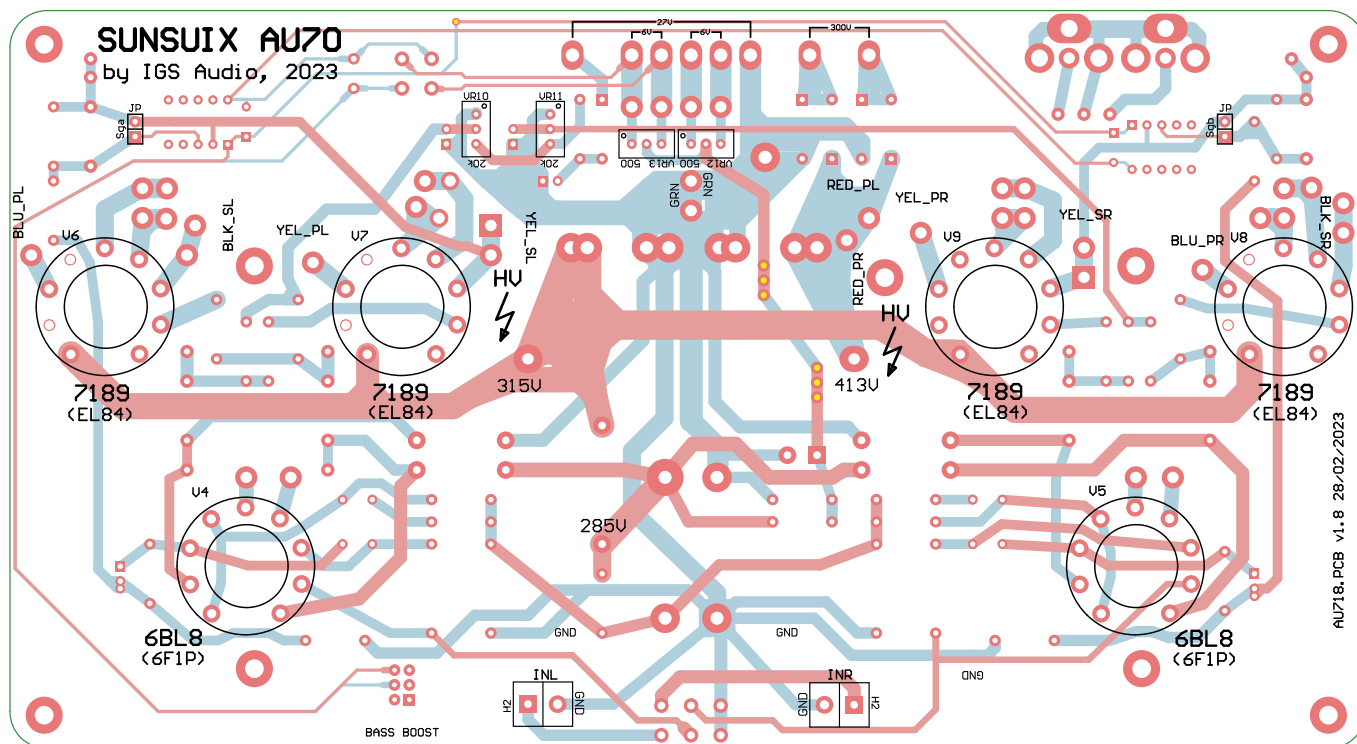 27V
6V
6V
300V
SUNSUIX AU70
by IGS Audio, 2023
VR10
VR11
JP
Sga
JP
Sgb
20k
20k
500
VR13
500
VR12
GRN
GRN
RED_PL
YEL_PR
BLU_PL
BLK_SL
YEL_PL
YEL_SL
YEL_SR
BLK_SR
BLU_PR
RED_PR
V6
V7
V9
V8
HV
HV
315V
413V
7189
(EL84)
7189
(EL84)
7189
(EL84)
7189
(EL84)
V4
V5
285V
AU718.PCB v1.8 28/02/2023
6BL8
(6F1P)
GND
GND
6BL8
(6F1P)
GND
INL
INR
H2
GND
GND
H2
BASS BOOST